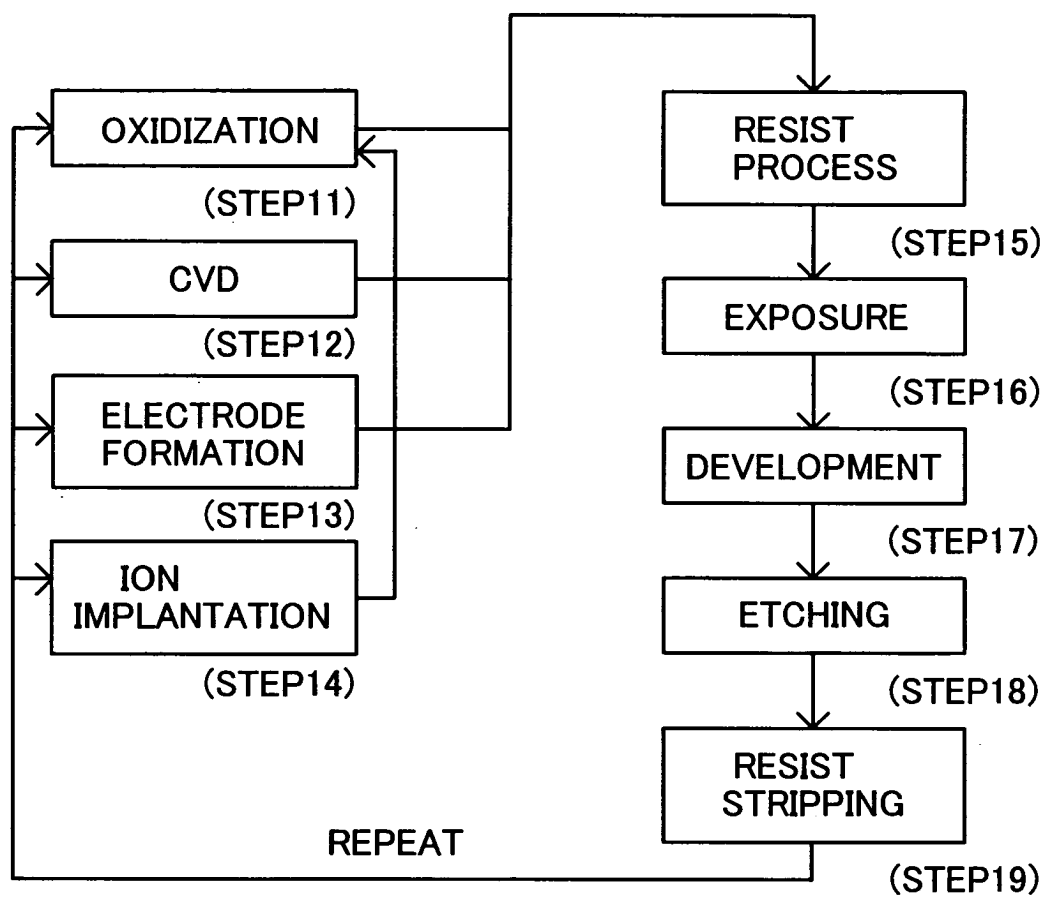 OXIDIZATION
(STEP11)
CVD
(STEP12)
ELECTRODE
FORMATION
(STEP13)
ION
IMPLANTATION
(STEP14)
RESIST
PROCESS
(STEP15)
EXPOSURE
(STEP16)
DEVELOPMENT
(STEP17)
ETCHING
(STEP18)
RESIST
STRIPPING
(STEP19)
REPEAT